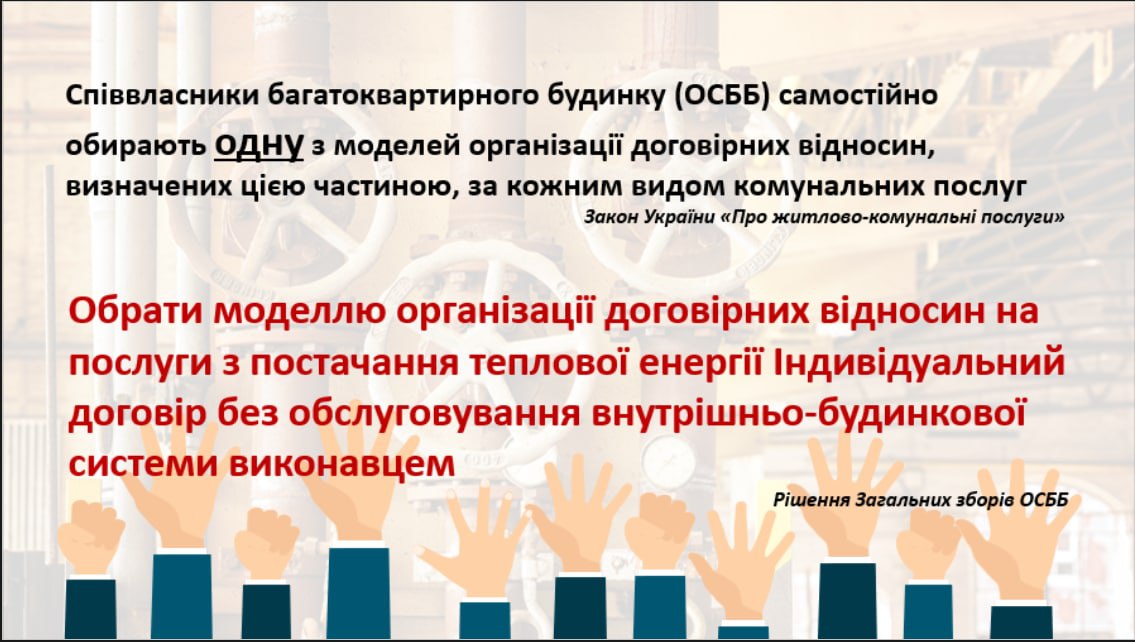 Співвласники багатоквартирного будинку (ОСББ) самостійно
обирають одну з моделей організації договірних відносин,
визначених цією частиною, за кожним видом комунальних послуг
Закон України «Про житлово-комунальні послуги»
Обрати моделлю організації договірних відносин на
послуги з постачання теплової енергії Індивідуальний
договір без обслуговування внутрішньо-будинкової
системи виконавцем
Рішення Загальних зборів ОСББ